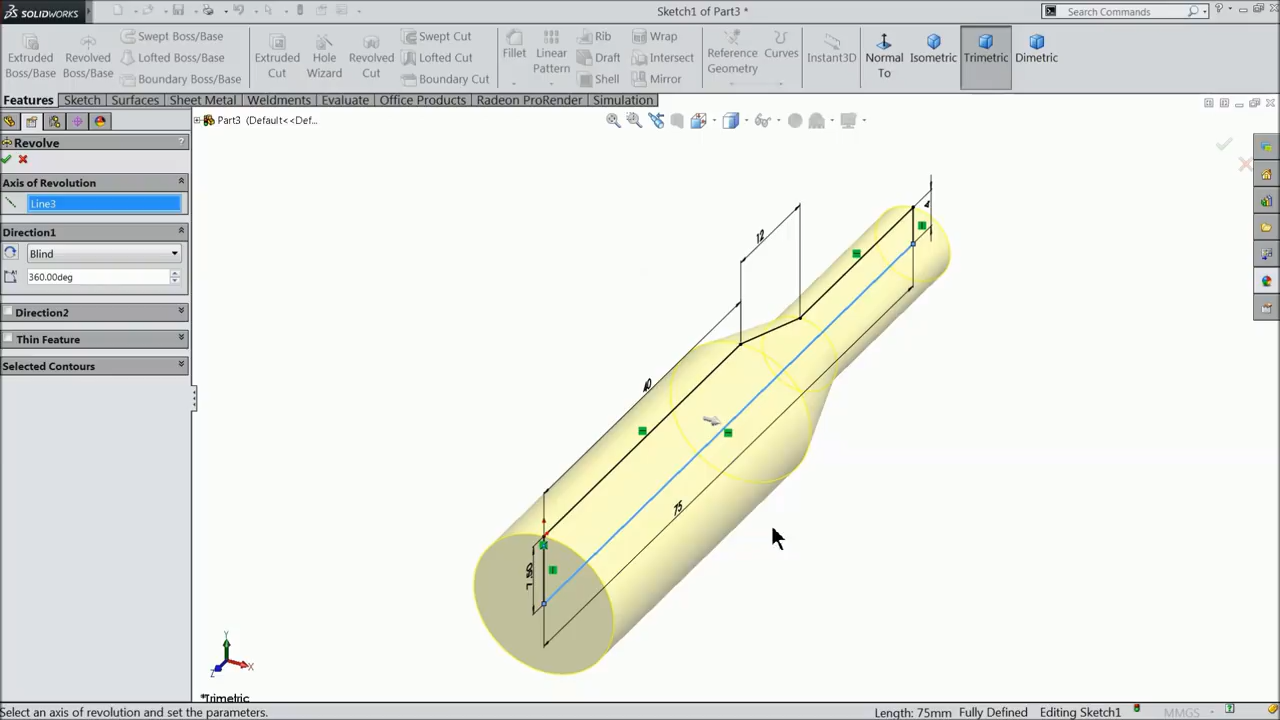 SOLIDWORKS
Sketch1 of Part3 *
Search Commands
?
Extruded Boss/Base
Revolved Boss/Base
Swept Boss/Base
Lofted Boss/Base
Boundary Boss/Base
Extruded Cut
Hole Wizard
Revolved Cut
Swept Cut
Lofted Cut
Boundary Cut
Fillet
Linear Pattern
Rib
Draft
Shell
Wrap
Intersect
Mirror
Reference Geometry
Curves
Instant3D
Normal To
Isometric
Trimetric
Dimetric
Features
Sketch
Surfaces
Sheet Metal
Weldments
Evaluate
Office Products
Radeon ProRender
Simulation
Part3 (Default<<Def...
Revolve
?
Axis of Revolution
Line3
Direction1
Blind
360.00deg
Direction2
Thin Feature
Selected Contours
4
12
40
75
7.50
Y
X
Z
*Trimetric
Select an axis of revolution and set the parameters.
Length: 75mm Fully Defined Editing Sketch1
MMGS
?